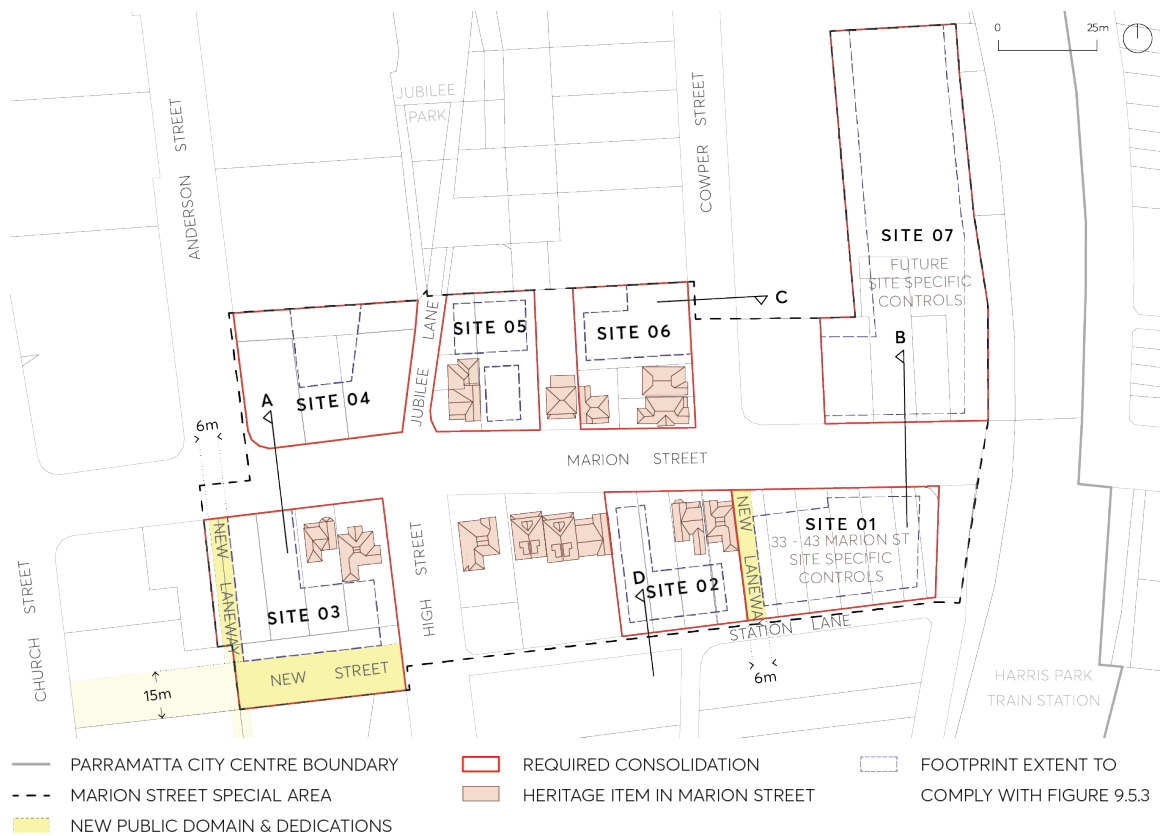 0 25m
JUBILEE
PARK
ANDERSON STREET
COWPER STREET
SITE 07
FUTURE
SITE SPECIFIC
CONTROLS
C
JUBILEE LANE
SITE 05
SITE 06
B
A
SITE 04
6m
MARION STREET
NEW LANEWAY
SITE 03
HIGH STREET
NEW LANEWA
SITE 01
33 - 43 MARION ST
SITE SPECIFIC
CONTROLS
D
SITE 02
STATION LANE
CHURCH STREET
NEW STREET
15m
6m
HARRIS PARK
TRAIN STATION
PARRAMATTA CITY CENTRE BOUNDARY
MARION STREET SPECIAL AREA
NEW PUBLIC DOMAIN & DEDICATIONS
REQUIRED CONSOLIDATION
HERITAGE ITEM IN MARION STREET
FOOTPRINT EXTENT TO
COMPLY WITH FIGURE 9.5.3